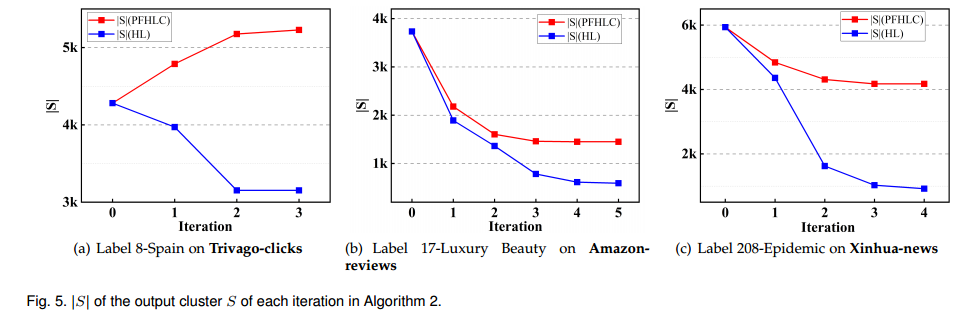 |S|(PFHLC)
|S|(HL)
5k
4k
3k
|S|
0 1 2 3
Iteration
(a) Label 8-Spain on Trivago-clicks
|S|(PFHLC)
|S|(HL)
4k
3k
2k
1k
|S|
0 1 2 3 4 5
Iteration
(b) Label 17-Luxury Beauty on Amazon-
reviews
|S|(PFHLC)
|S|(HL)
6k
4k
2k
|S|
0 1 2 3 4
Iteration
(c) Label 208-Epidemic on Xinhua-news
Fig. 5. |S| of the output cluster S of each iteration in Algorithm 2.